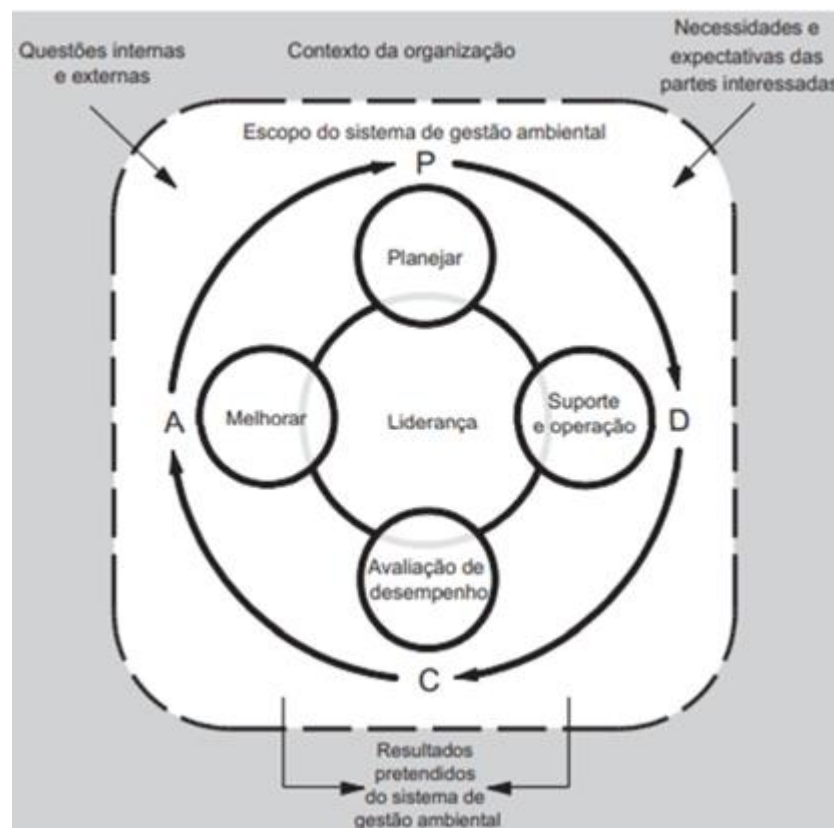 Questões internas
e externas
Contexto da organização
Necessidades e
expectativas das
partes interessadas
Escopo do sistema de gestão ambiental
P
Planejar
A
Melhorar
Liderança
Suporte
e operação
D
Avaliação de
desempenho
C
Resultados
pretendidos
do sistema de
gestão ambiental